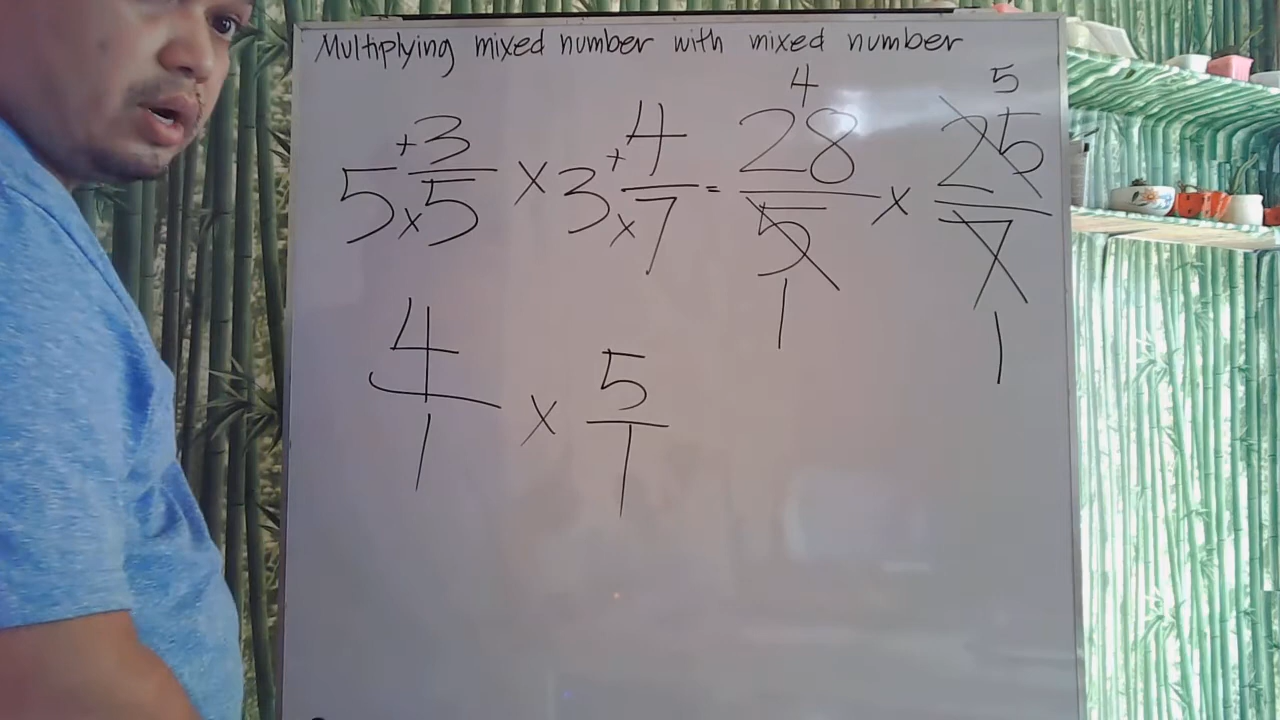 Multiplying mixed number with mixed number
4 5
+ 3 + 4 28 25
5 x 5 x 3 x 7 = 5 x 7
1 1
4 x 5
1 1